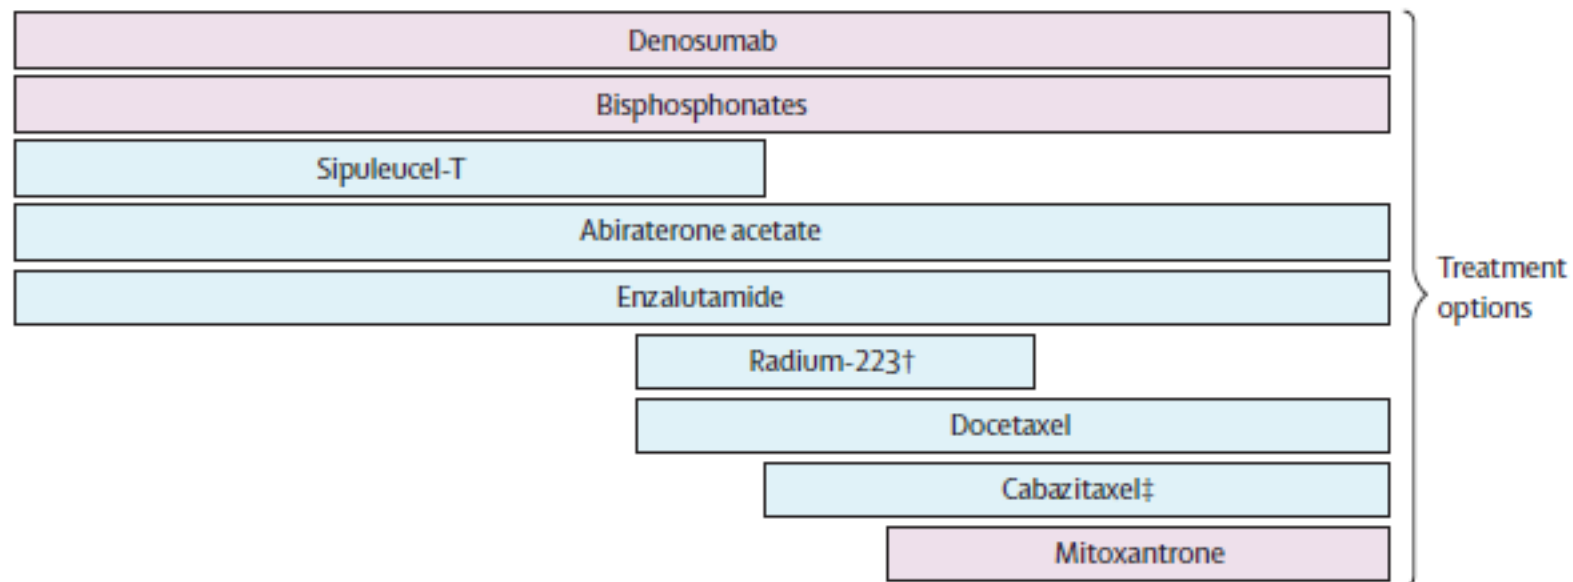 Denosumab
Bisphosphonates
Sipuleucel-T
Abiraterone acetate
Enzalutamide
Radium-223†
Docetaxel
Cabazitaxel‡
Mitoxantrone
Treatment
options